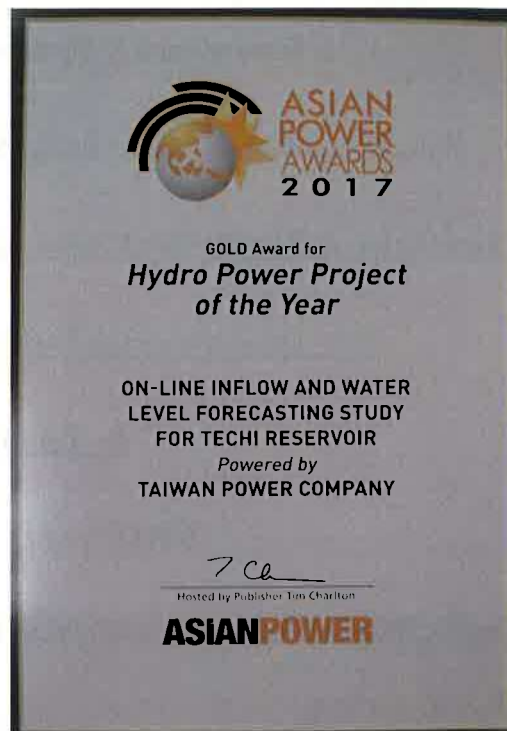 ASIAN
POWER
AWARDS
2017
GOLD Award for
Hydro Power Project
of the Year
ON-LINE INFLOW AND WATER
LEVEL FORECASTING STUDY
FOR TECHI RESERVOIR
Powered by
TAIWAN POWER COMPANY
Hosted by Publisher Tim Charlton
ASIANPOWER